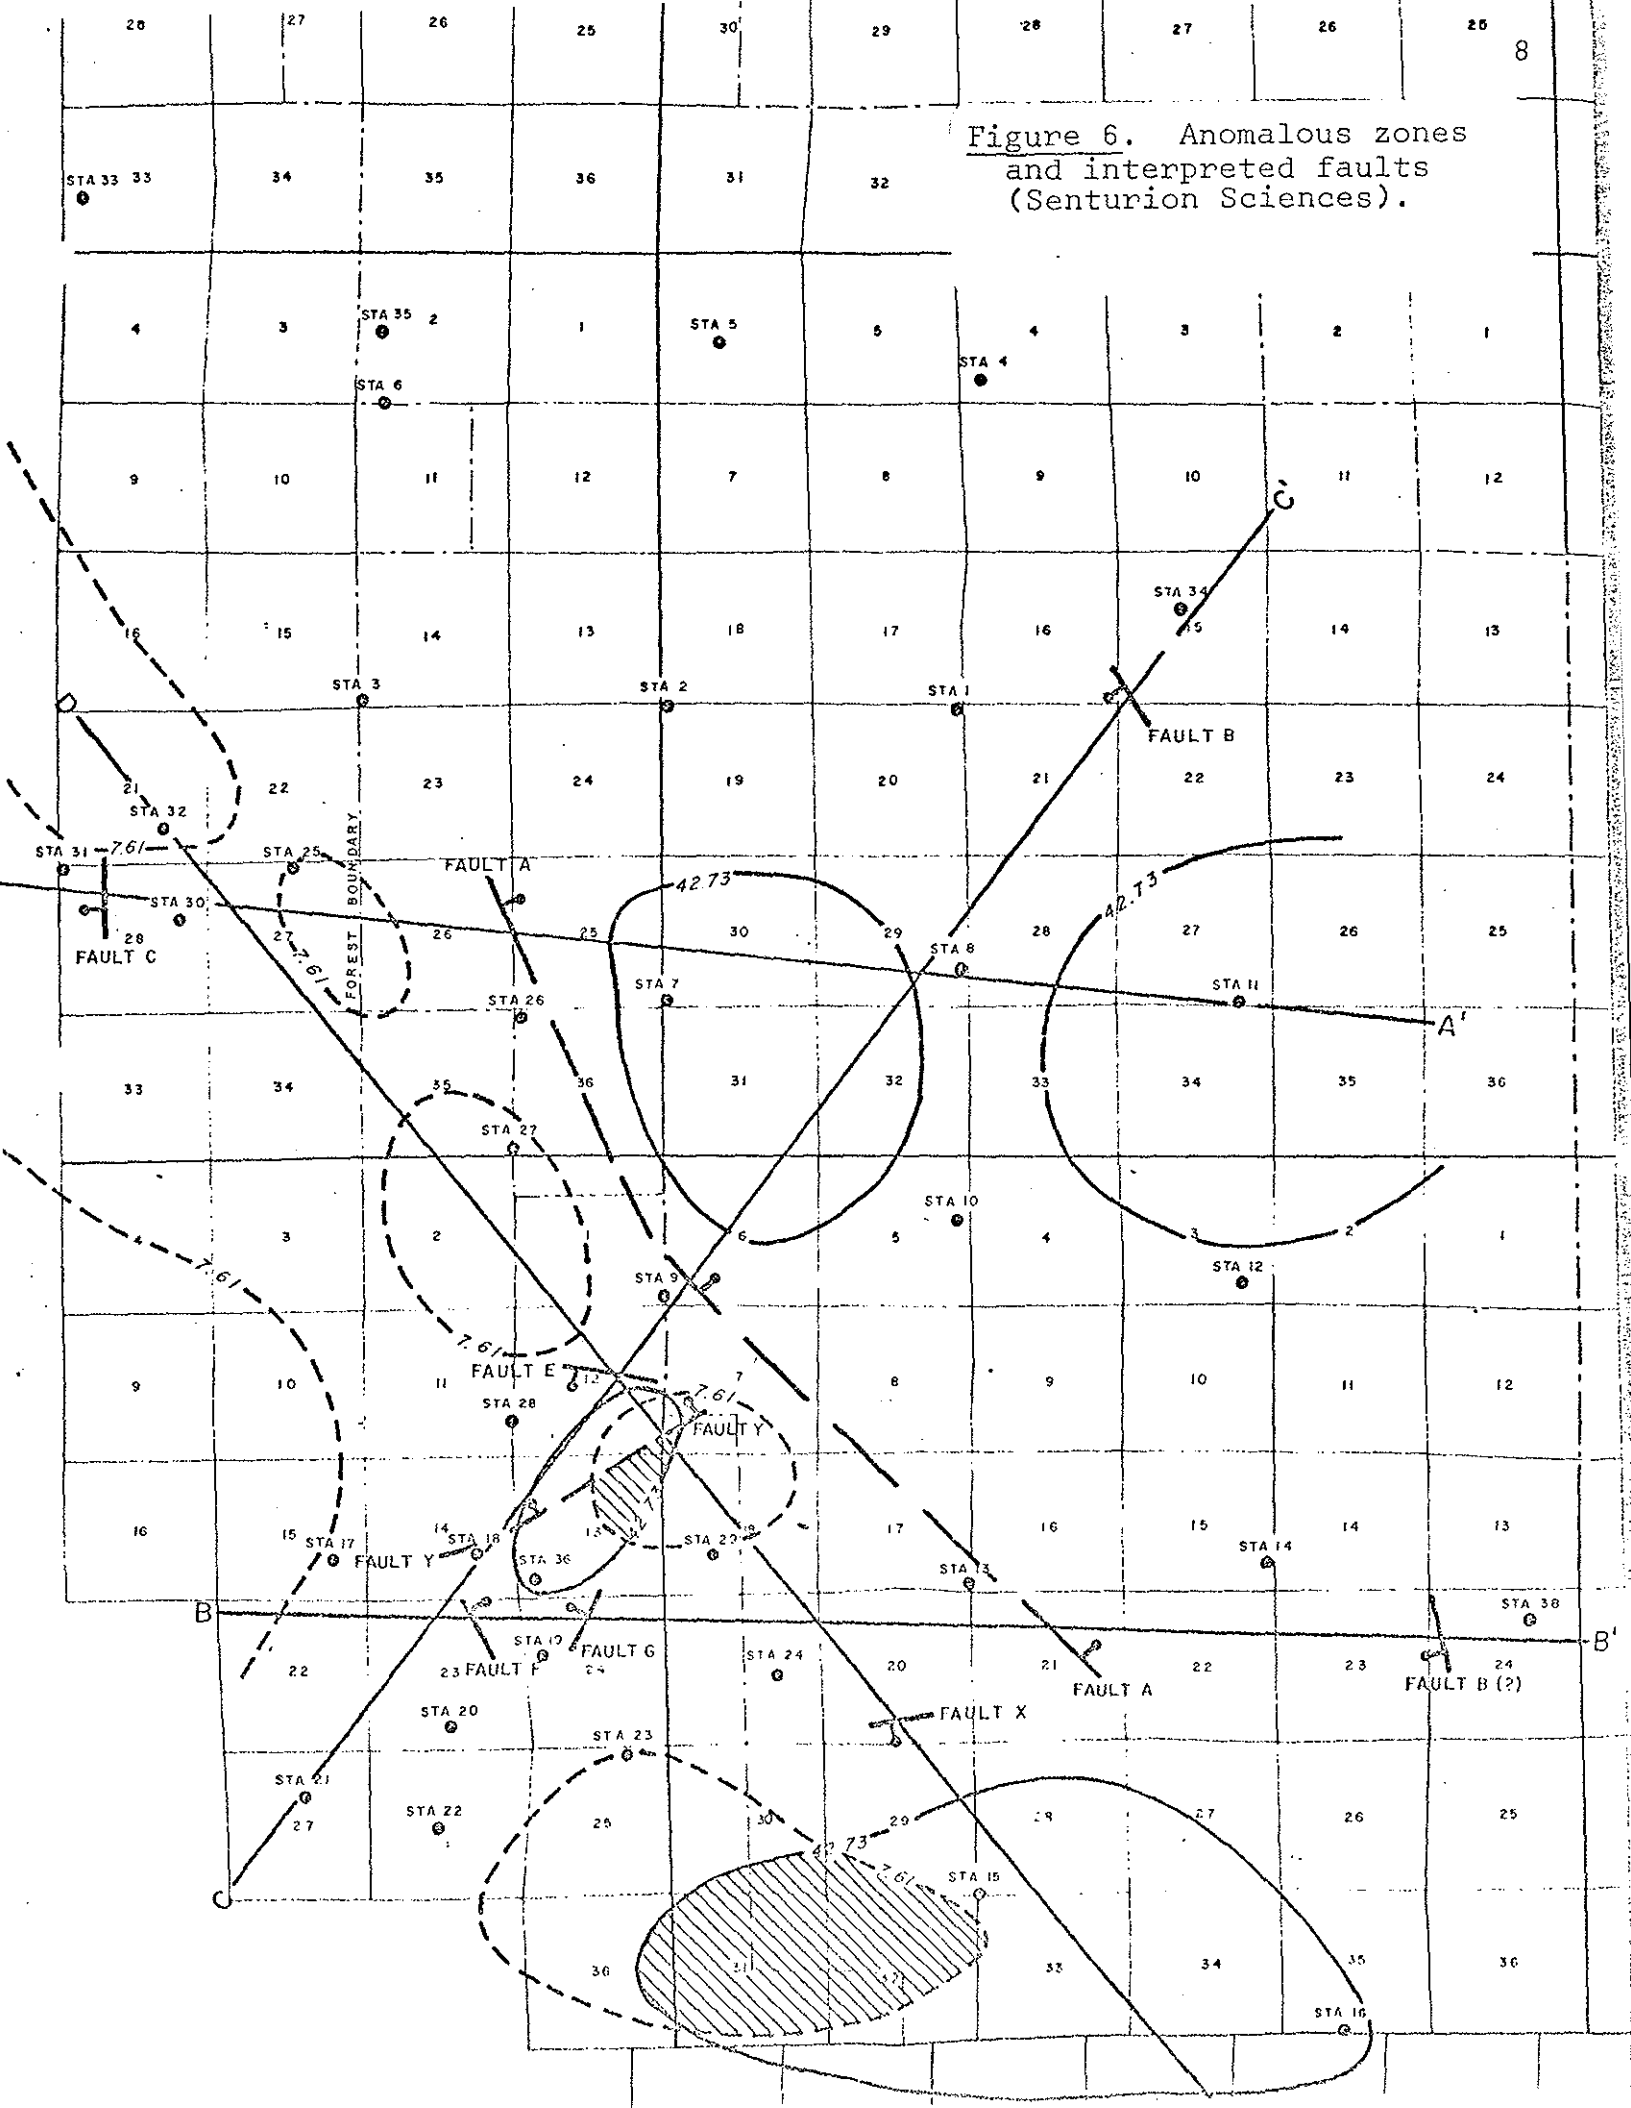 28 27 26 25 30 29 28 27 26 25
8
Figure 6. Anomalous zones
and interpreted faults
(Senturion Sciences).
STA 33 33 34 35 36 31 32
4 3 STA 35 2 1 STA 5 5 4 3 2 1
STA 4
STA 6
9 10 11 12 7 8 9 10 11 12
C'
STA 34
16 15 14 13 18 17 16 15 14 13
STA 3 STA 2 STA 1
D
FAULT B
21 22 23 24 19 20 21 22 23 24
STA 32
FOREST BOUNDARY
STA 31 7.61 STA 25 FAULT A
42.73 42.73
STA 30
28 27 26 25 30 29 28 27 26 25
FAULT C 7.61 STA 8
STA 26 STA 7 STA 11
A'
33 34 35 36 31 32 33 34 35 36
STA 27
STA 10
4 3 2 6 5 4 3 2 1
7.61 STA 9 STA 12
7.61
FAULT E 12 7
9 10 11 8 9 10 11 12
7.61
STA 28 FAULT Y
16 15 14 13 18 17 16 15 14 13
STA 17 FAULT Y STA 18 STA 29 STA 14
STA 36 STA 13
B STA 38
B'
STA 19 FAULT G STA 24
22 23 FAULT F 24 20 21 22 23 24
FAULT A FAULT B (?)
STA 20 FAULT X
STA 23
STA 21
27 STA 22 25 30 29 28 27 26 25
42.73
7.61 STA 15
C
36 31 32 33 34 35 36
STA 16